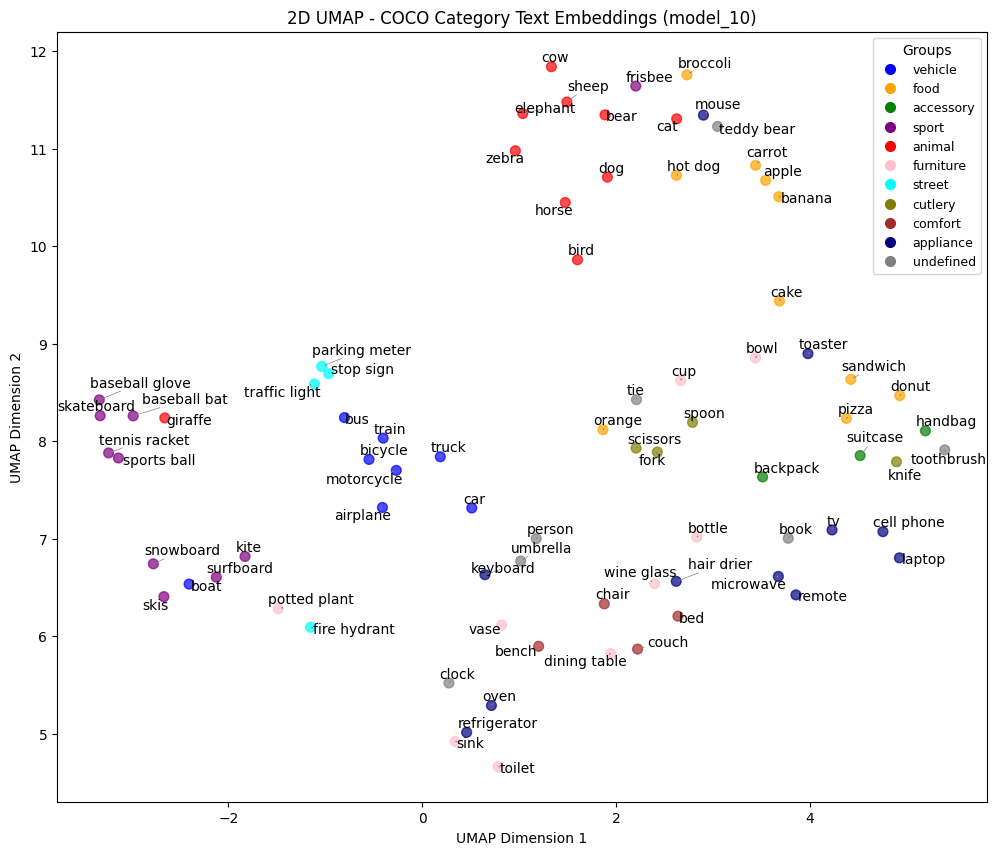 2D UMAP - COCO Category Text Embeddings (model_10)
UMAP Dimension 2
12
11
10
9
8
7
6
5
−2
0
2
4
UMAP Dimension 1
Groups
vehicle
food
accessory
sport
animal
furniture
street
cutlery
comfort
appliance
undefined
cow
broccoli
frisbee
sheep
mouse
elephant
bear
cat
teddy bear
zebra
carrot
dog
hot dog
apple
banana
horse
bird
cake
parking meter
stop sign
traffic light
bowl
toaster
cup
sandwich
donut
baseball glove
baseball bat
skateboard
giraffe
tie
pizza
handbag
bus
train
orange
spoon
tennis racket
sports ball
bicycle
truck
scissors
fork
suitcase
toothbrush
motorcycle
backpack
knife
airplane
car
person
bottle
book
tv
cell phone
snowboard
kite
umbrella
laptop
surfboard
keyboard
wine glass
hair drier
microwave
boat
skis
potted plant
chair
remote
fire hydrant
vase
bed
bench
couch
dining table
clock
oven
refrigerator
sink
toilet